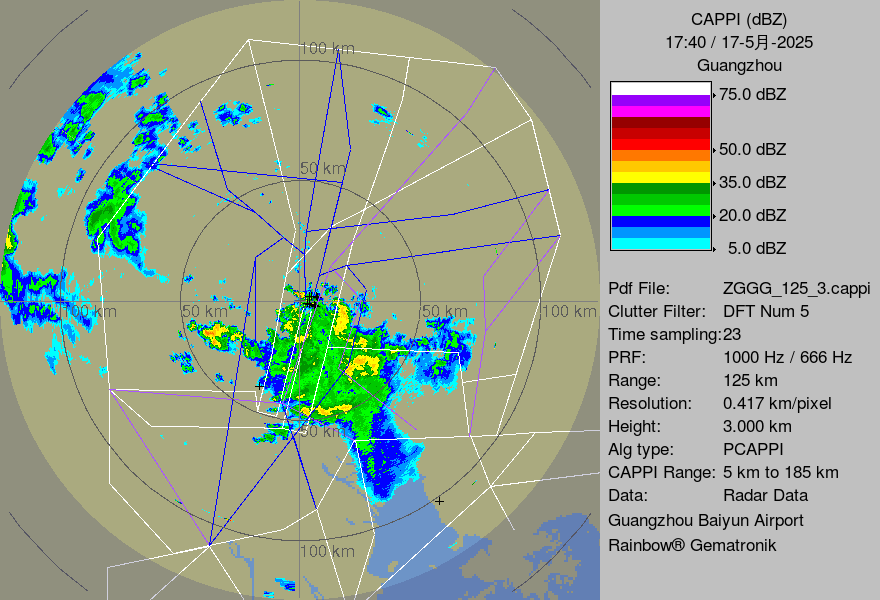 CAPPI (dBZ)
17:40 / 17-5月-2025
Guangzhou
75.0 dBZ
50.0 dBZ
35.0 dBZ
20.0 dBZ
5.0 dBZ
Pdf File: ZGGG_125_3.cappi
Clutter Filter: DFT Num 5
Time sampling:23
PRF: 1000 Hz / 666 Hz
Range: 125 km
Resolution: 0.417 km/pixel
Height: 3.000 km
Alg type: PCAPPI
CAPPI Range: 5 km to 185 km
Data: Radar Data
Guangzhou Baiyun Airport
Rainbow® Gematronik
100 km
50 km
100 km
50 km
50 km
100 km
50 km
100 km